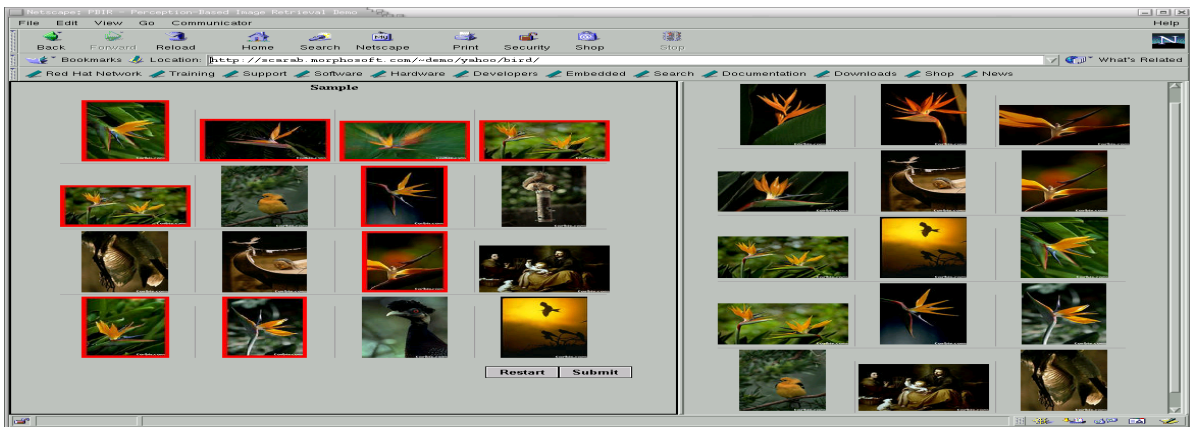 Netscape: PBIR - Perception-Based Image Retrieval Demo
File Edit View Go Communicator Help
Back Forward Reload Home Search Netscape Print Security Shop Stop
Bookmarks Location: http://scarab.morphosoft.com/~demo/yahoo/bird/ What's Related
Red Hat Network Training Support Software Hardware Developers Embedded Search Documentation Downloads Shop News
Sample
Restart Submit